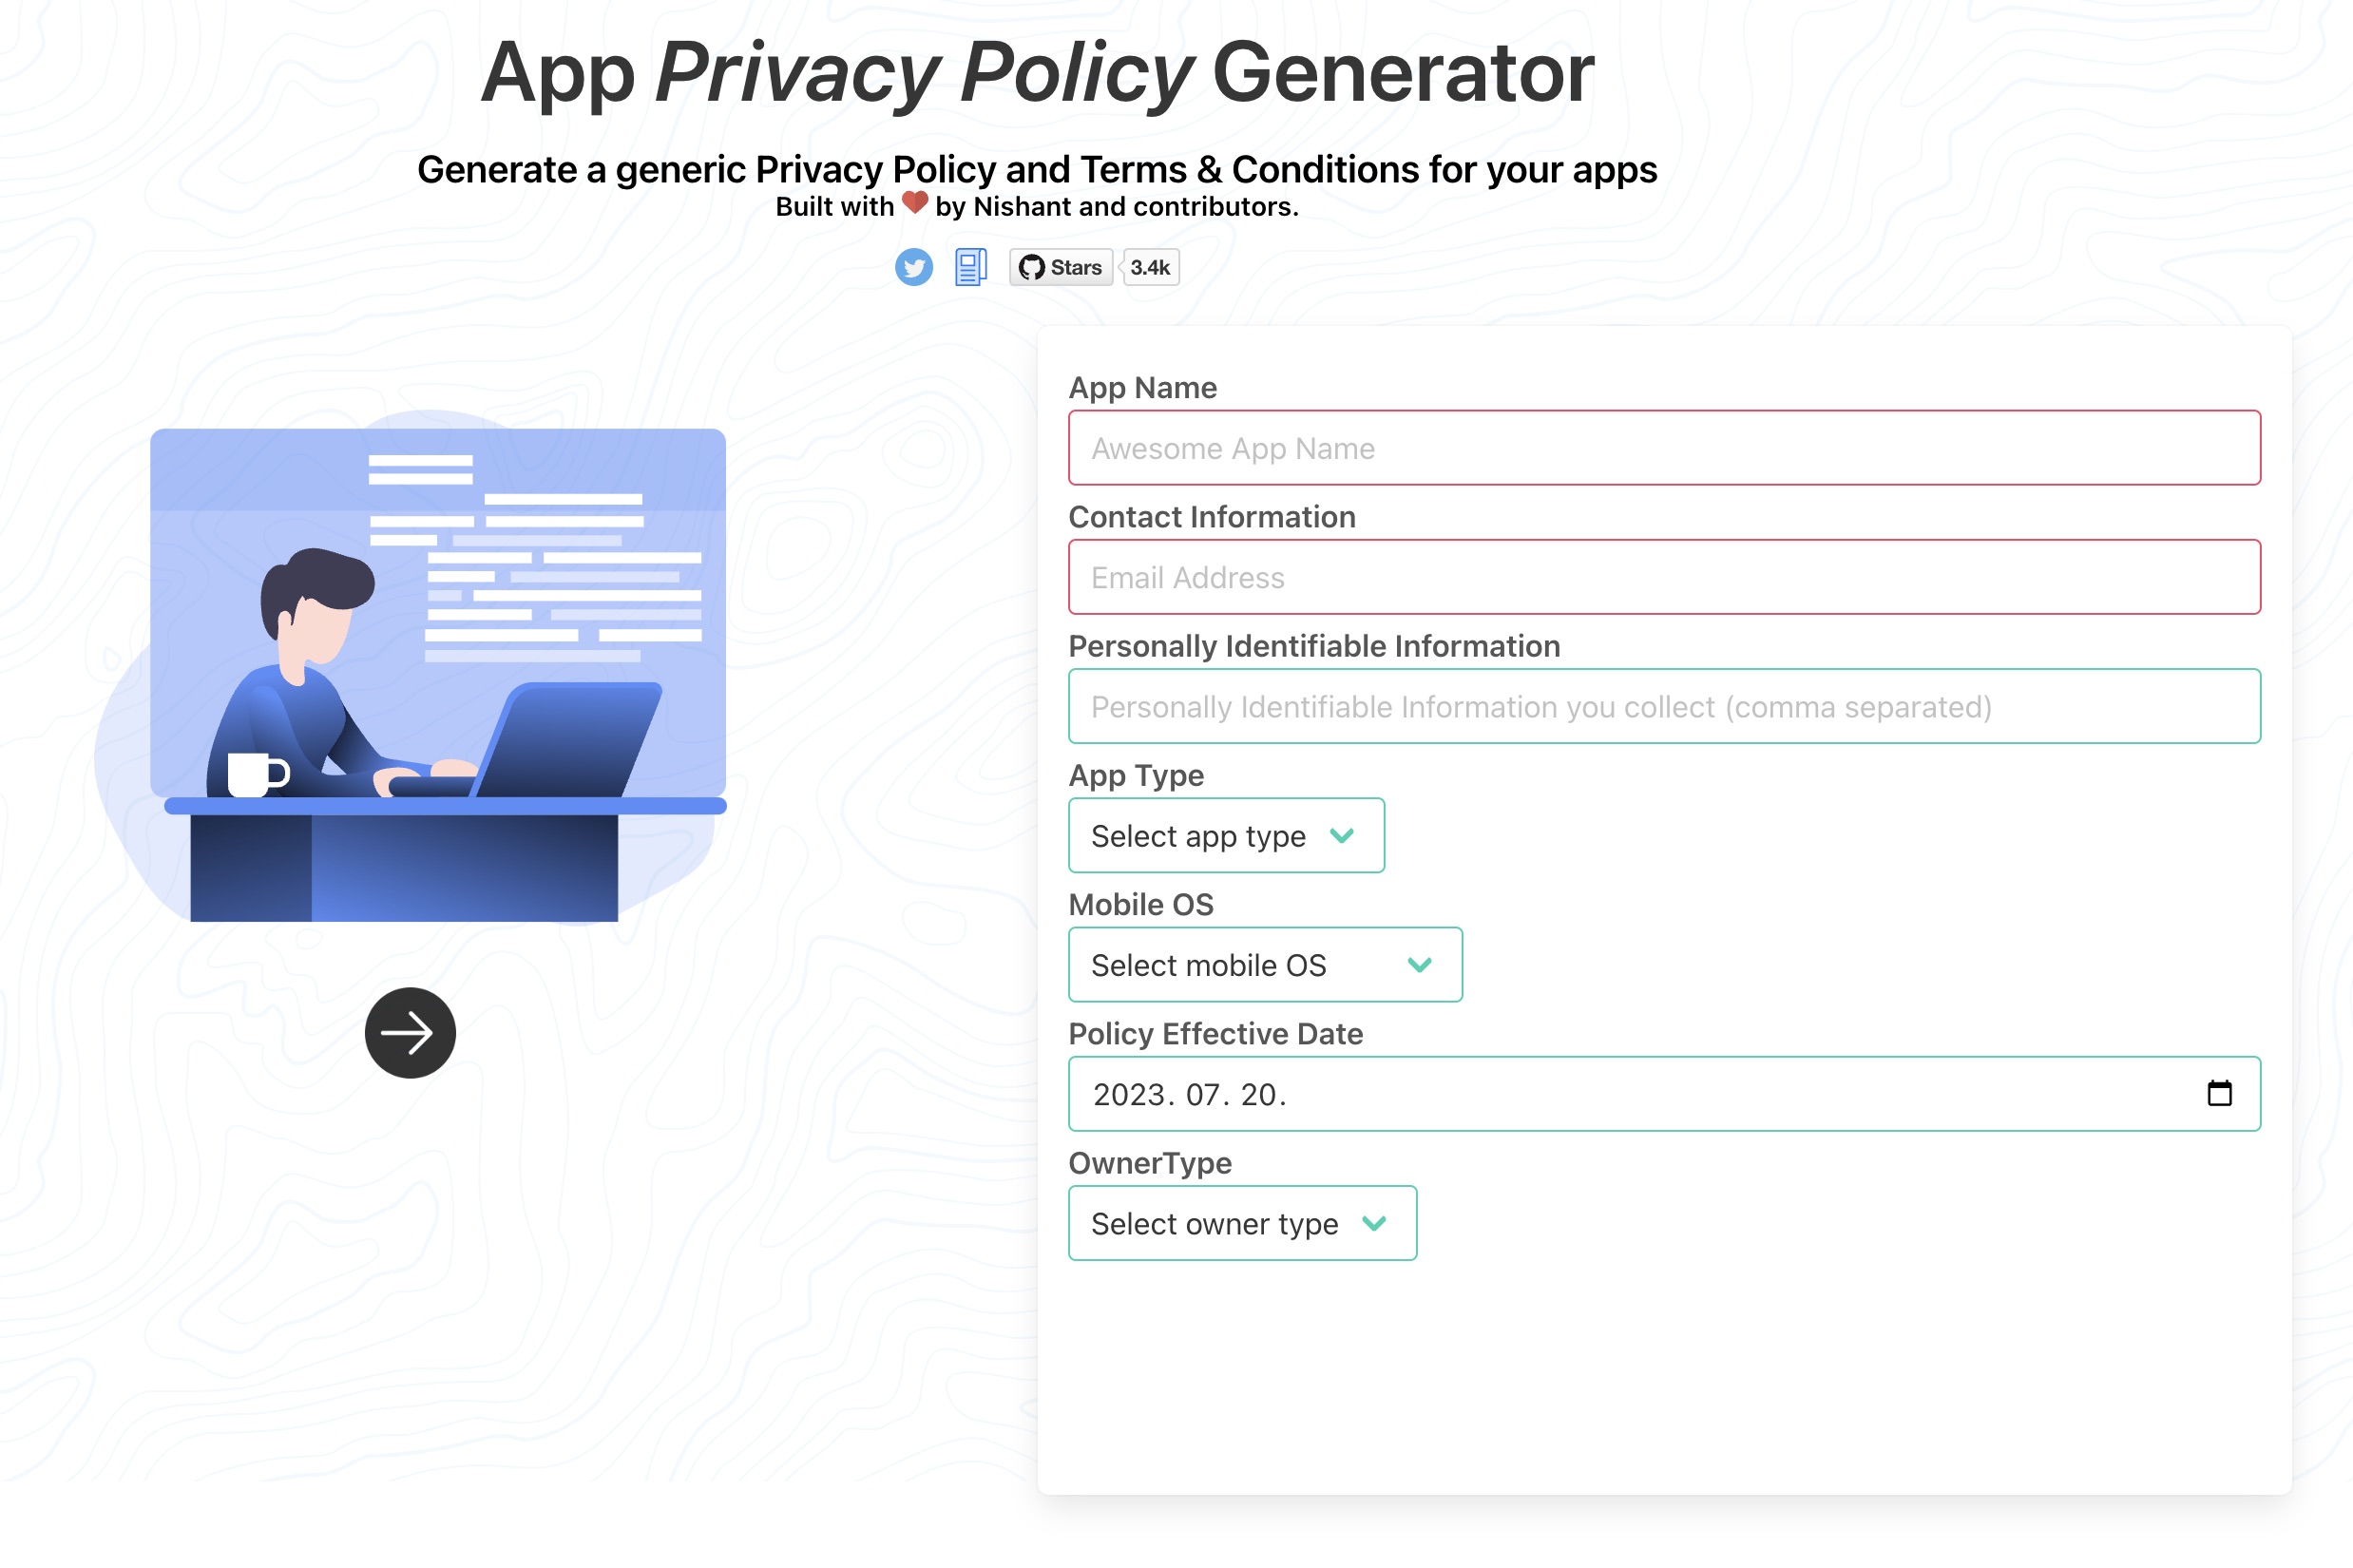 App Privacy Policy Generator
Generate a generic Privacy Policy and Terms & Conditions for your apps
Built with ❤ by Nishant and contributors.
Stars 3.4k
App Name
Awesome App Name
Contact Information
Email Address
Personally Identifiable Information
Personally Identifiable Information you collect (comma separated)
App Type
Select app type
Mobile OS
Select mobile OS
Policy Effective Date
2023. 07. 20.
OwnerType
Select owner type